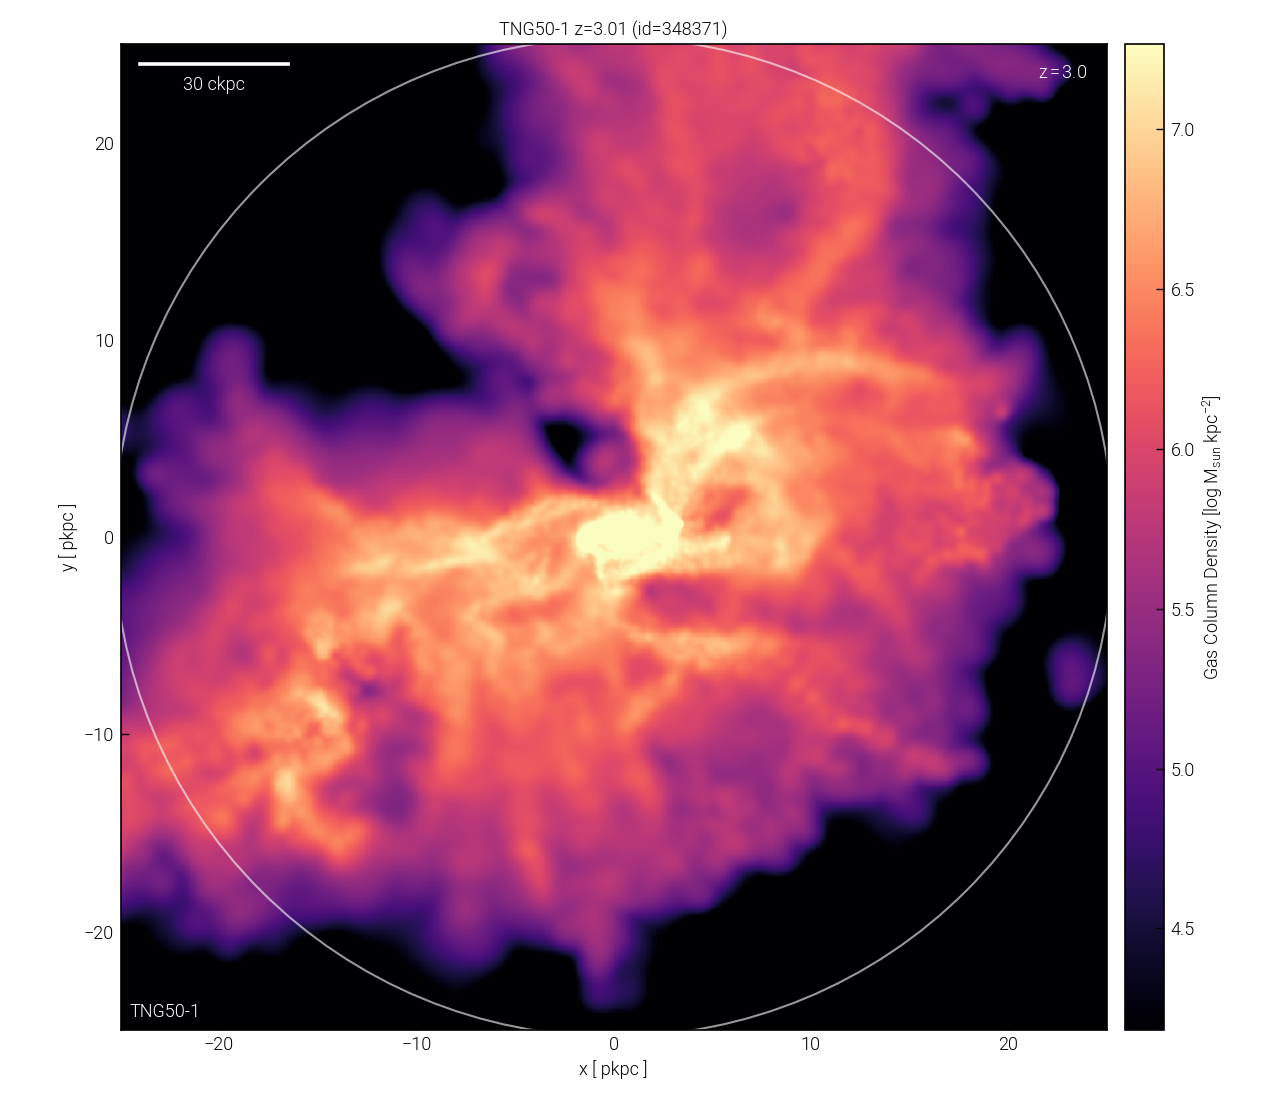 TNG50-1 z=3.01 (id=348371)
30 ckpc
z=3.0
20
10
0
−10
−20
y [ pkpc ]
TNG50-1
−20
−10
0
10
20
x [ pkpc ]
7.0
6.5
6.0
5.5
5.0
4.5
Gas Column Density [log M_sun kpc^−2]